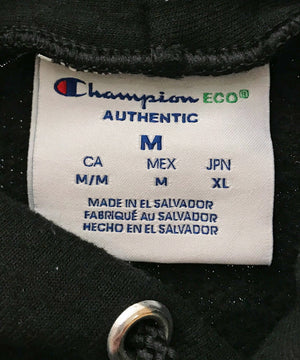 Champion ECO®
AUTHENTIC
M
CA MEX JPN
M/M M XL
MADE IN EL SALVADOR
FABRIQUÉ AU SALVADOR
HECHO EN EL SALVADOR